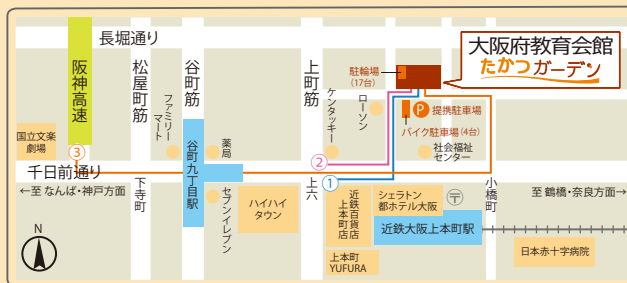 長堀通り
阪神高速
松屋町筋
谷町筋
上町筋
大阪府教育会館
たかつガーデン
駐輪場
(17台)
ファミリー
マート
ケンタッキー
ローソン
P 提携駐車場
バイク駐車場(4台)
国立文楽
劇場
③
谷町九丁目駅
薬局
②
社会福祉
センター
千日前通り
①
←至 なんば・神戸方面
下寺町
セブンイレブン
ハイハイ
タウン
上六
近鉄百貨店
上本町店
シェラトン
都ホテル大阪
〒
小橋町
至 鶴橋・奈良方面→
近鉄大阪上本町駅
N
上本町
YUFURA
日本赤十字病院